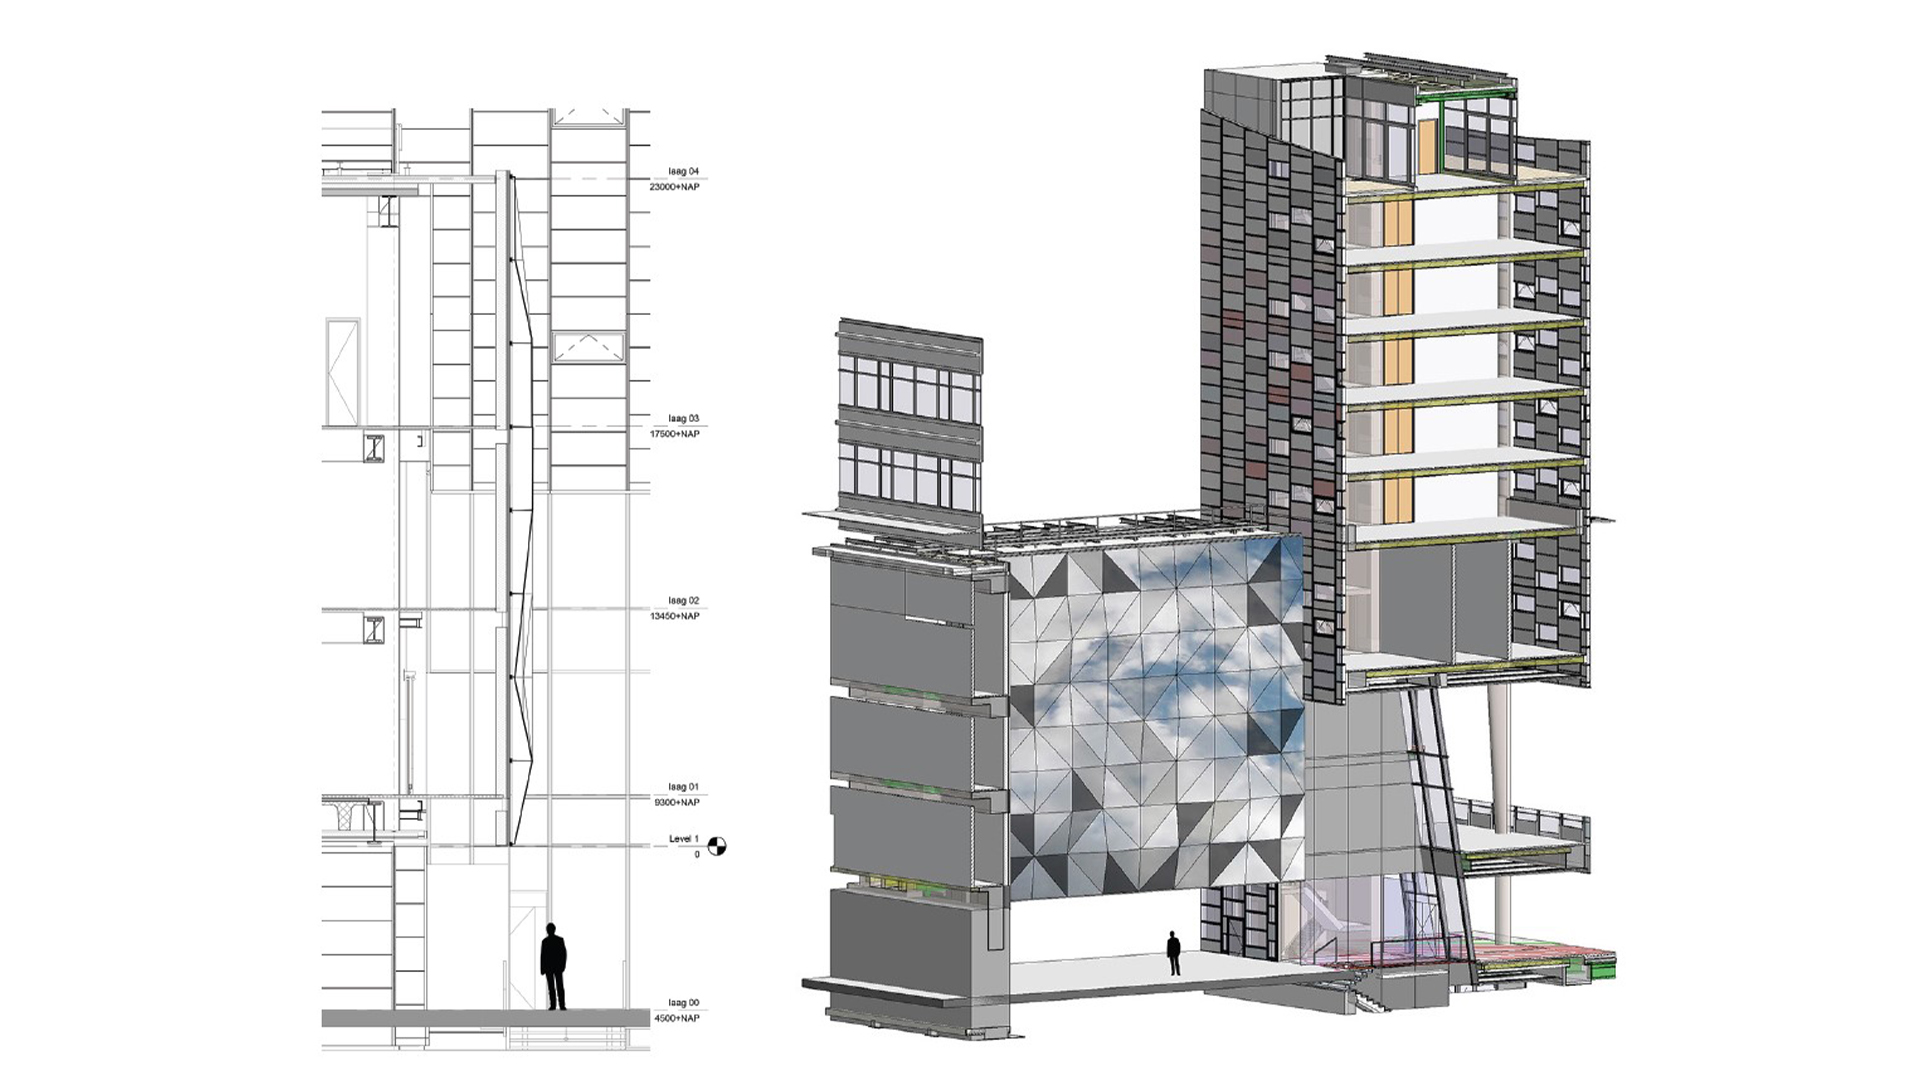 laag 04
23000+NAP
laag 03
17500+NAP
laag 02
13450+NAP
laag 01
9300+NAP
Level 1
0
laag 00
4500+NAP